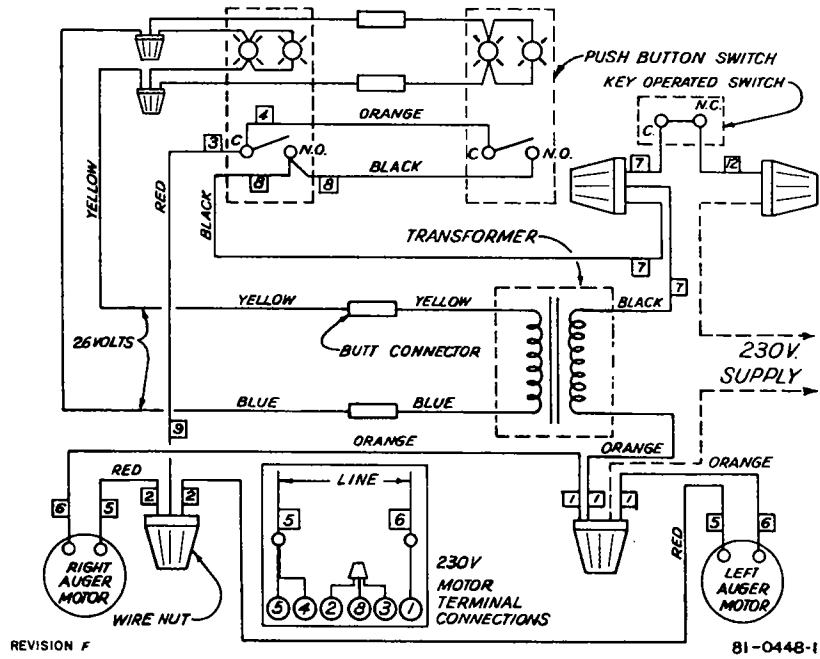 PUSH BUTTON SWITCH
KEY OPERATED SWITCH
4
ORANGE
N.C.
C.
3
C
N.O.
C
N.O.
7
12
8
8
BLACK
YELLOW
RED
BLACK
TRANSFORMER
7
7
YELLOW
YELLOW
BLACK
26 VOLTS
BUTT CONNECTOR
230V.
SUPPLY
BLUE
BLUE
9
ORANGE
ORANGE
RED
LINE
ORANGE
6
5
2
2
5
6
1
1
1
RED
5
6
RIGHT
AUGER
MOTOR
WIRE NUT
5
4
2
8
3
1
230V
MOTOR
TERMINAL
CONNECTIONS
LEFT
AUGER
MOTOR
REVISION F
81-0448-1